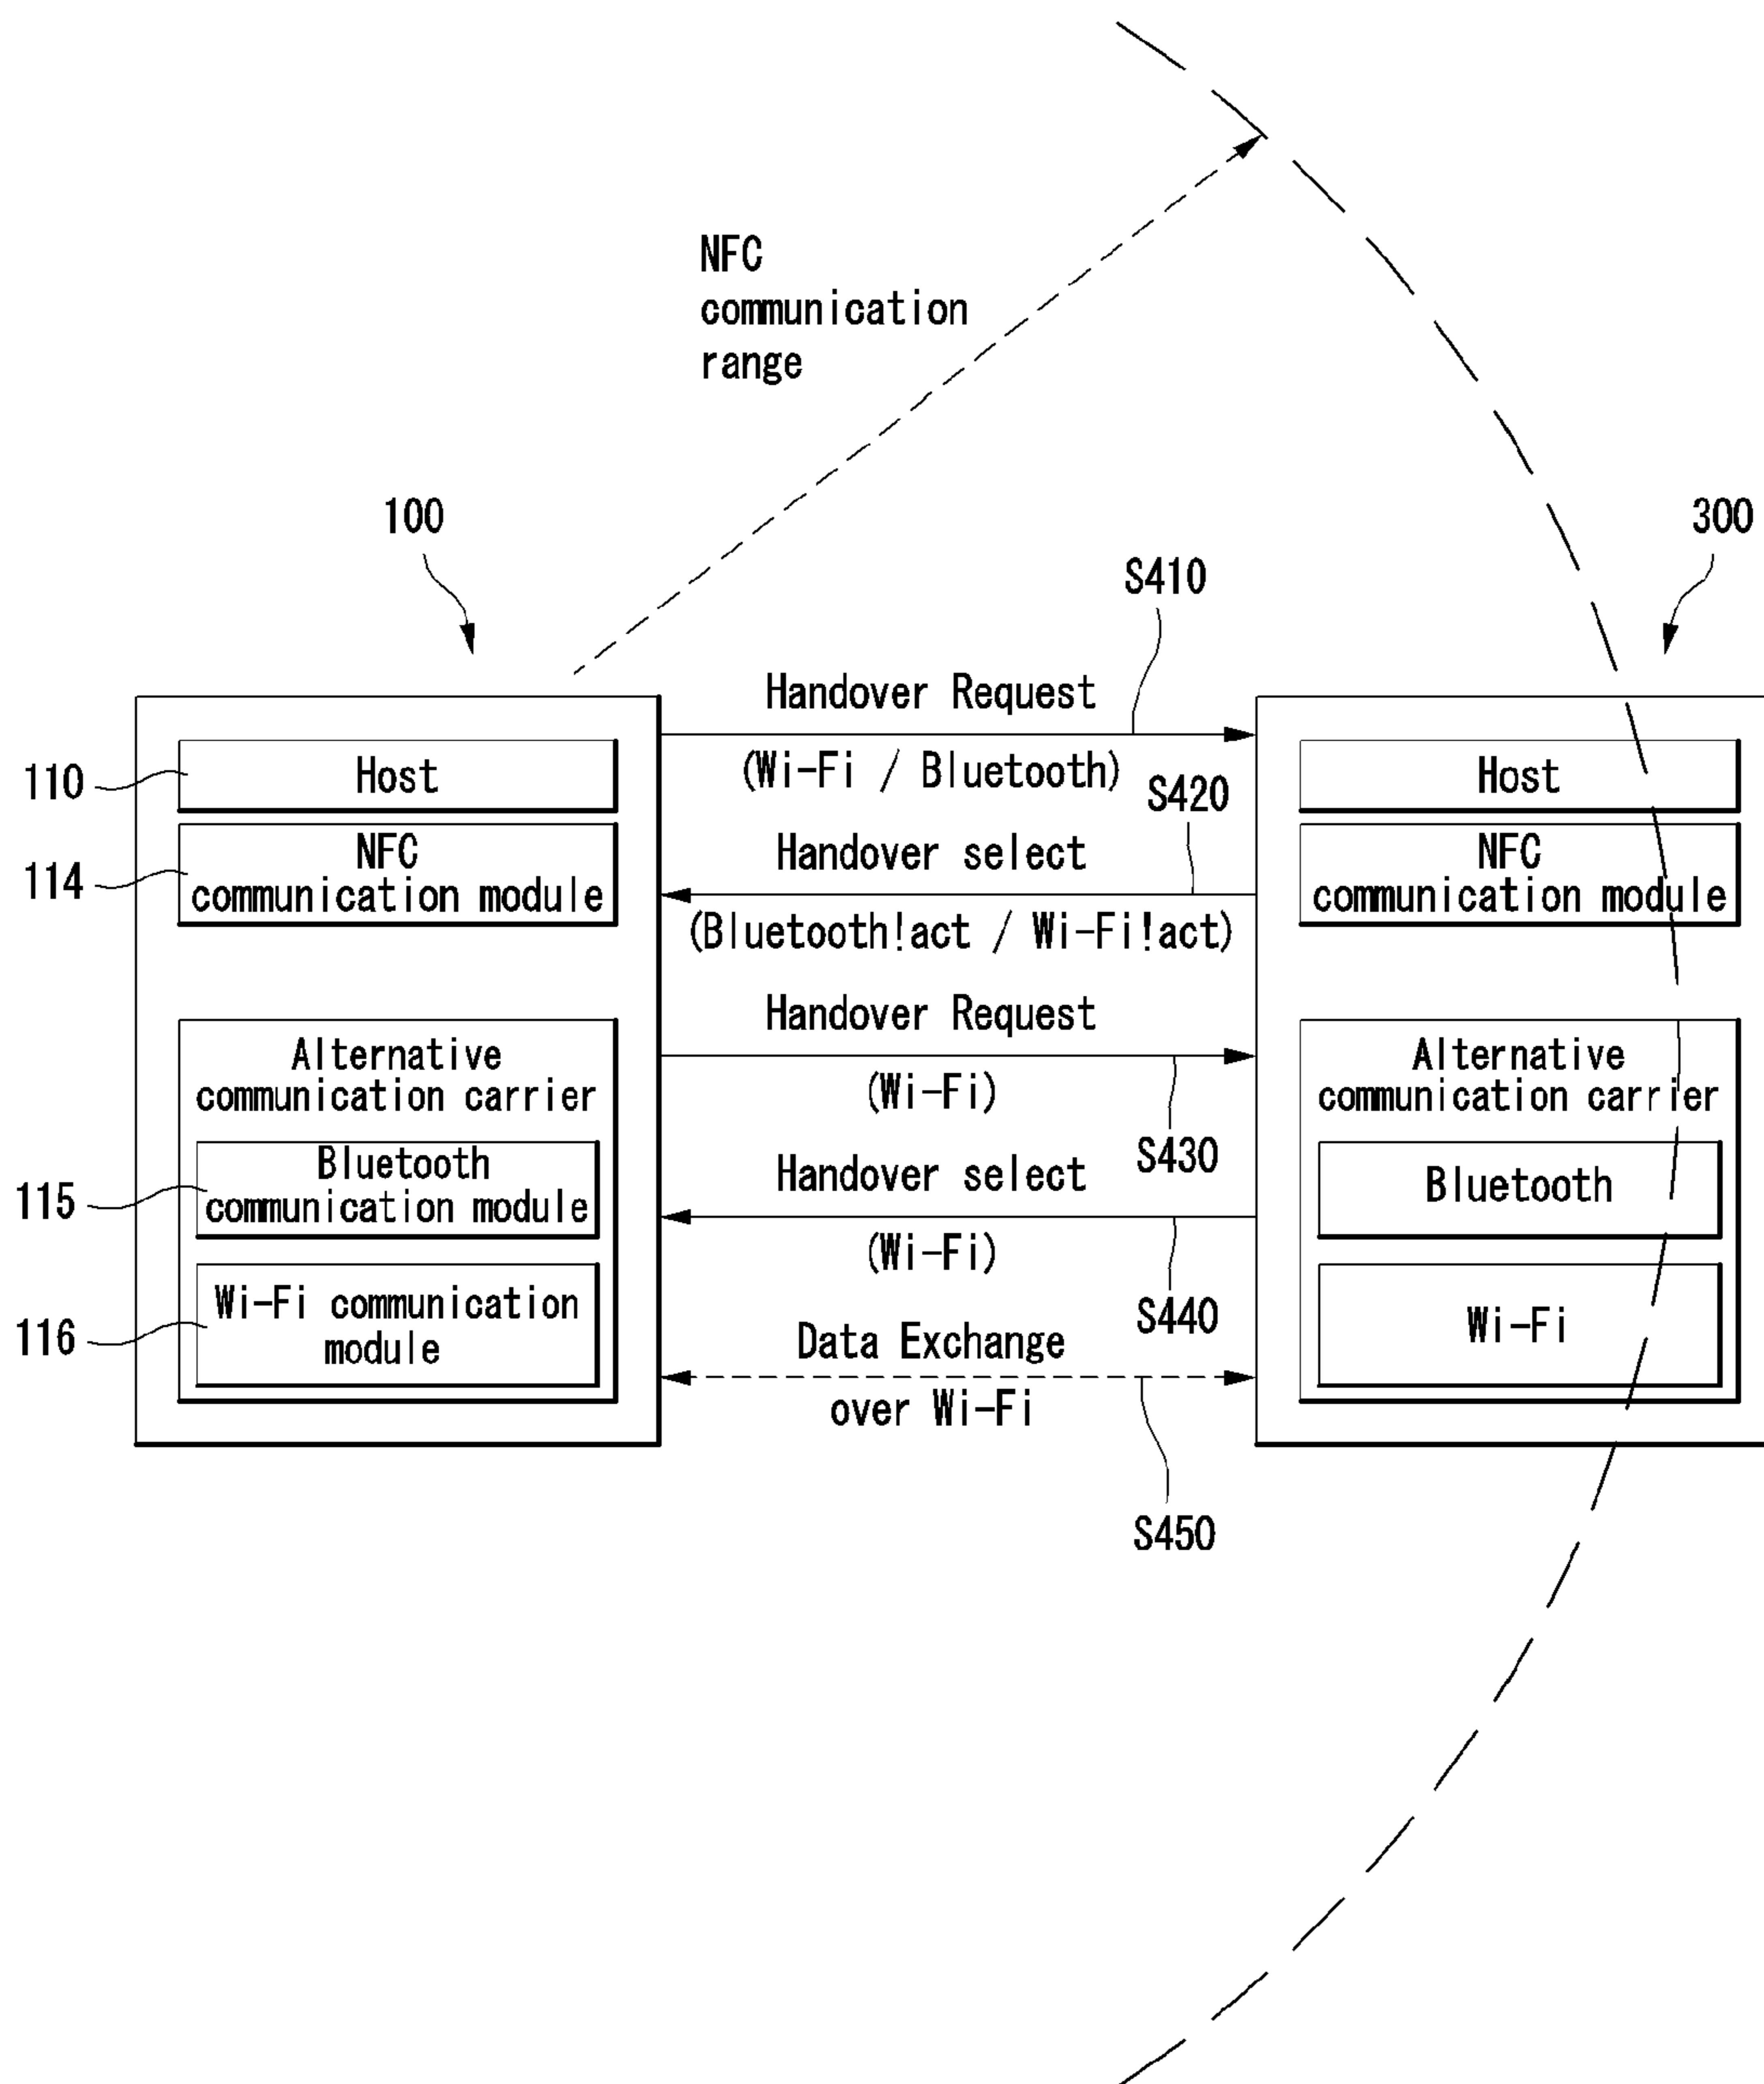 NFC
communication
range
100
300
S410
Handover Request
(Wi-Fi / Bluetooth)
S420
Handover select
(Bluetooth!act / Wi-Fi!act)
Handover Request
(Wi-Fi)
S430
Handover select
(Wi-Fi)
S440
Data Exchange
over Wi-Fi
S450
110
Host
114
NFC
communication module
Alternative
communication carrier
115
Bluetooth
communication module
116
Wi-Fi communication
module
Host
NFC
communication module
Alternative
communication carrier
Bluetooth
Wi-Fi